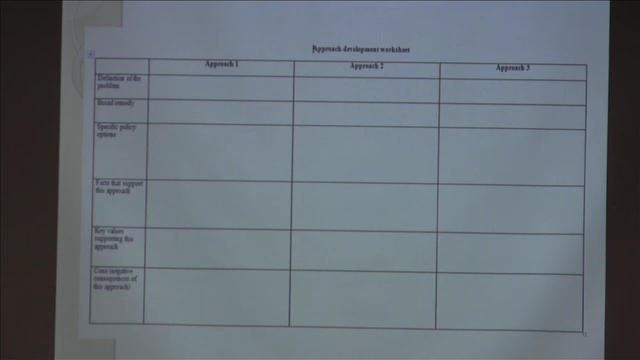 Approach development worksheet
Approach 1 Approach 2 Approach 3
Definition of the
problem
Broad remedy
Specific policy
options
Facts that support
this approach
Key values
supporting this
approach
Cons (negative
consequences of
this approach)